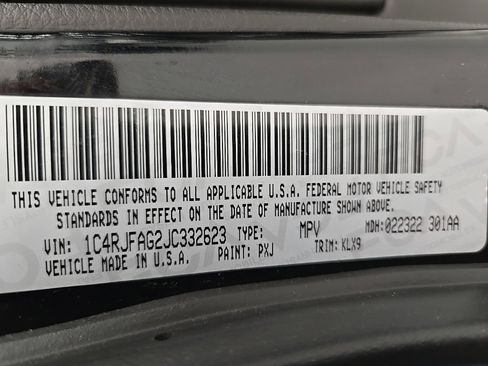 THIS VEHICLE CONFORMS TO ALL APPLICABLE U.S.A. FEDERAL MOTOR VEHICLE SAFETY
STANDARDS IN EFFECT ON THE DATE OF MANUFACTURE SHOWN ABOVE.
VIN: 1C4RJFAG2JC332623 TYPE: MPV MDH: 022322 301AA
VEHICLE MADE IN U.S.A. PAINT: PXJ TRIM: KLX9